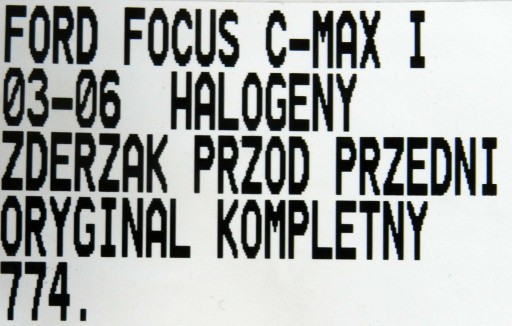 FORD FOCUS C-MAX I
03-06 HALOGENY
ZDERZAK PRZOD PRZEDNI
ORYGINAL KOMPLETNY
774.